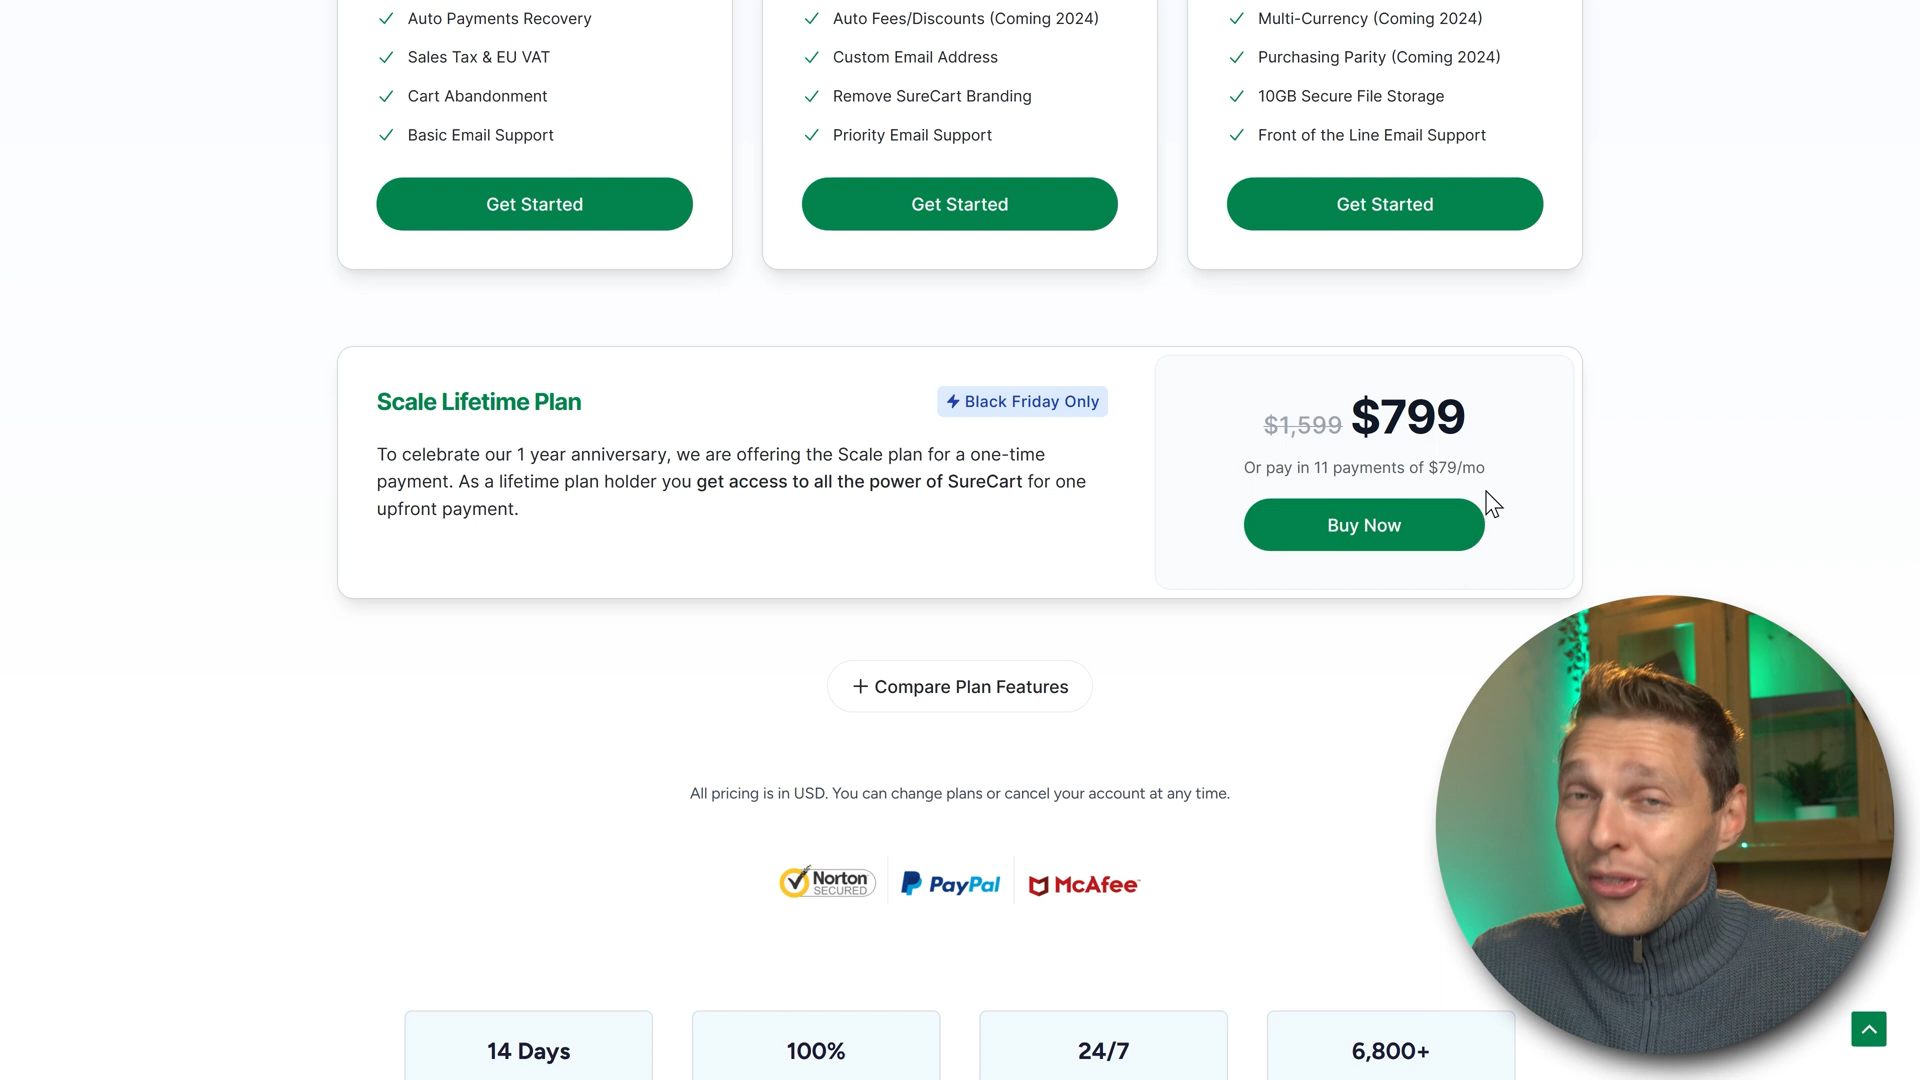 Auto Payments Recovery
Sales Tax & EU VAT
Cart Abandonment
Basic Email Support
Get Started
Auto Fees/Discounts (Coming 2024)
Custom Email Address
Remove SureCart Branding
Priority Email Support
Get Started
Multi-Currency (Coming 2024)
Purchasing Parity (Coming 2024)
10GB Secure File Storage
Front of the Line Email Support
Get Started
Scale Lifetime Plan
Black Friday Only
To celebrate our 1 year anniversary, we are offering the Scale plan for a one-time
payment. As a lifetime plan holder you get access to all the power of SureCart for one
upfront payment.
$1,599 $799
Or pay in 11 payments of $79/mo
Buy Now
+ Compare Plan Features
All pricing is in USD. You can change plans or cancel your account at any time.
Norton
SECURED
PayPal
McAfee
14 Days
100%
24/7
6,800+